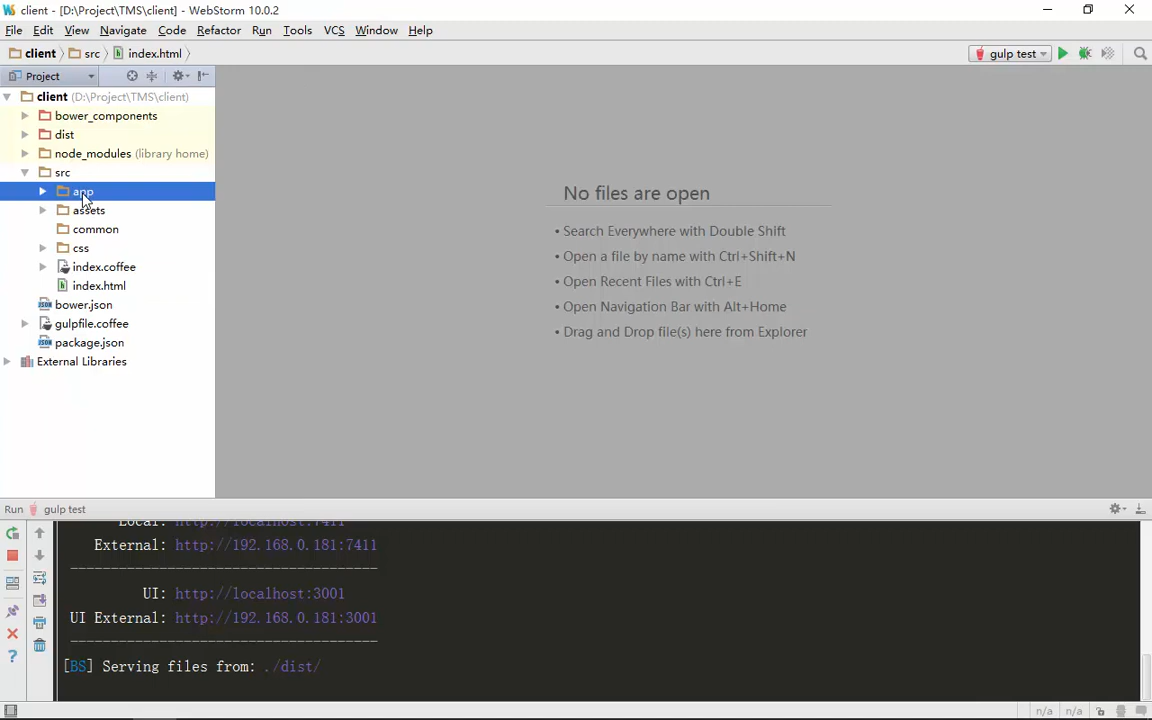 client - [D:\Project\TMS\client] - WebStorm 10.0.2
File Edit View Navigate Code Refactor Run Tools VCS Window Help
client src index.html gulp test
Project
client (D:\Project\TMS\client)
bower_components
dist
node_modules (library home)
src
app
assets
common
css
index.coffee
index.html
bower.json
gulpfile.coffee
package.json
External Libraries
No files are open
• Search Everywhere with Double Shift
• Open a file by name with Ctrl+Shift+N
• Open Recent Files with Ctrl+E
• Open Navigation Bar with Alt+Home
• Drag and Drop file(s) here from Explorer
Run gulp test
Local: http://localhost:7411
External: http://192.168.0.181:7411
-------------------------------------
UI: http://localhost:3001
UI External: http://192.168.0.181:3001
-------------------------------------
[BS] Serving files from: ./dist/
n/a n/a